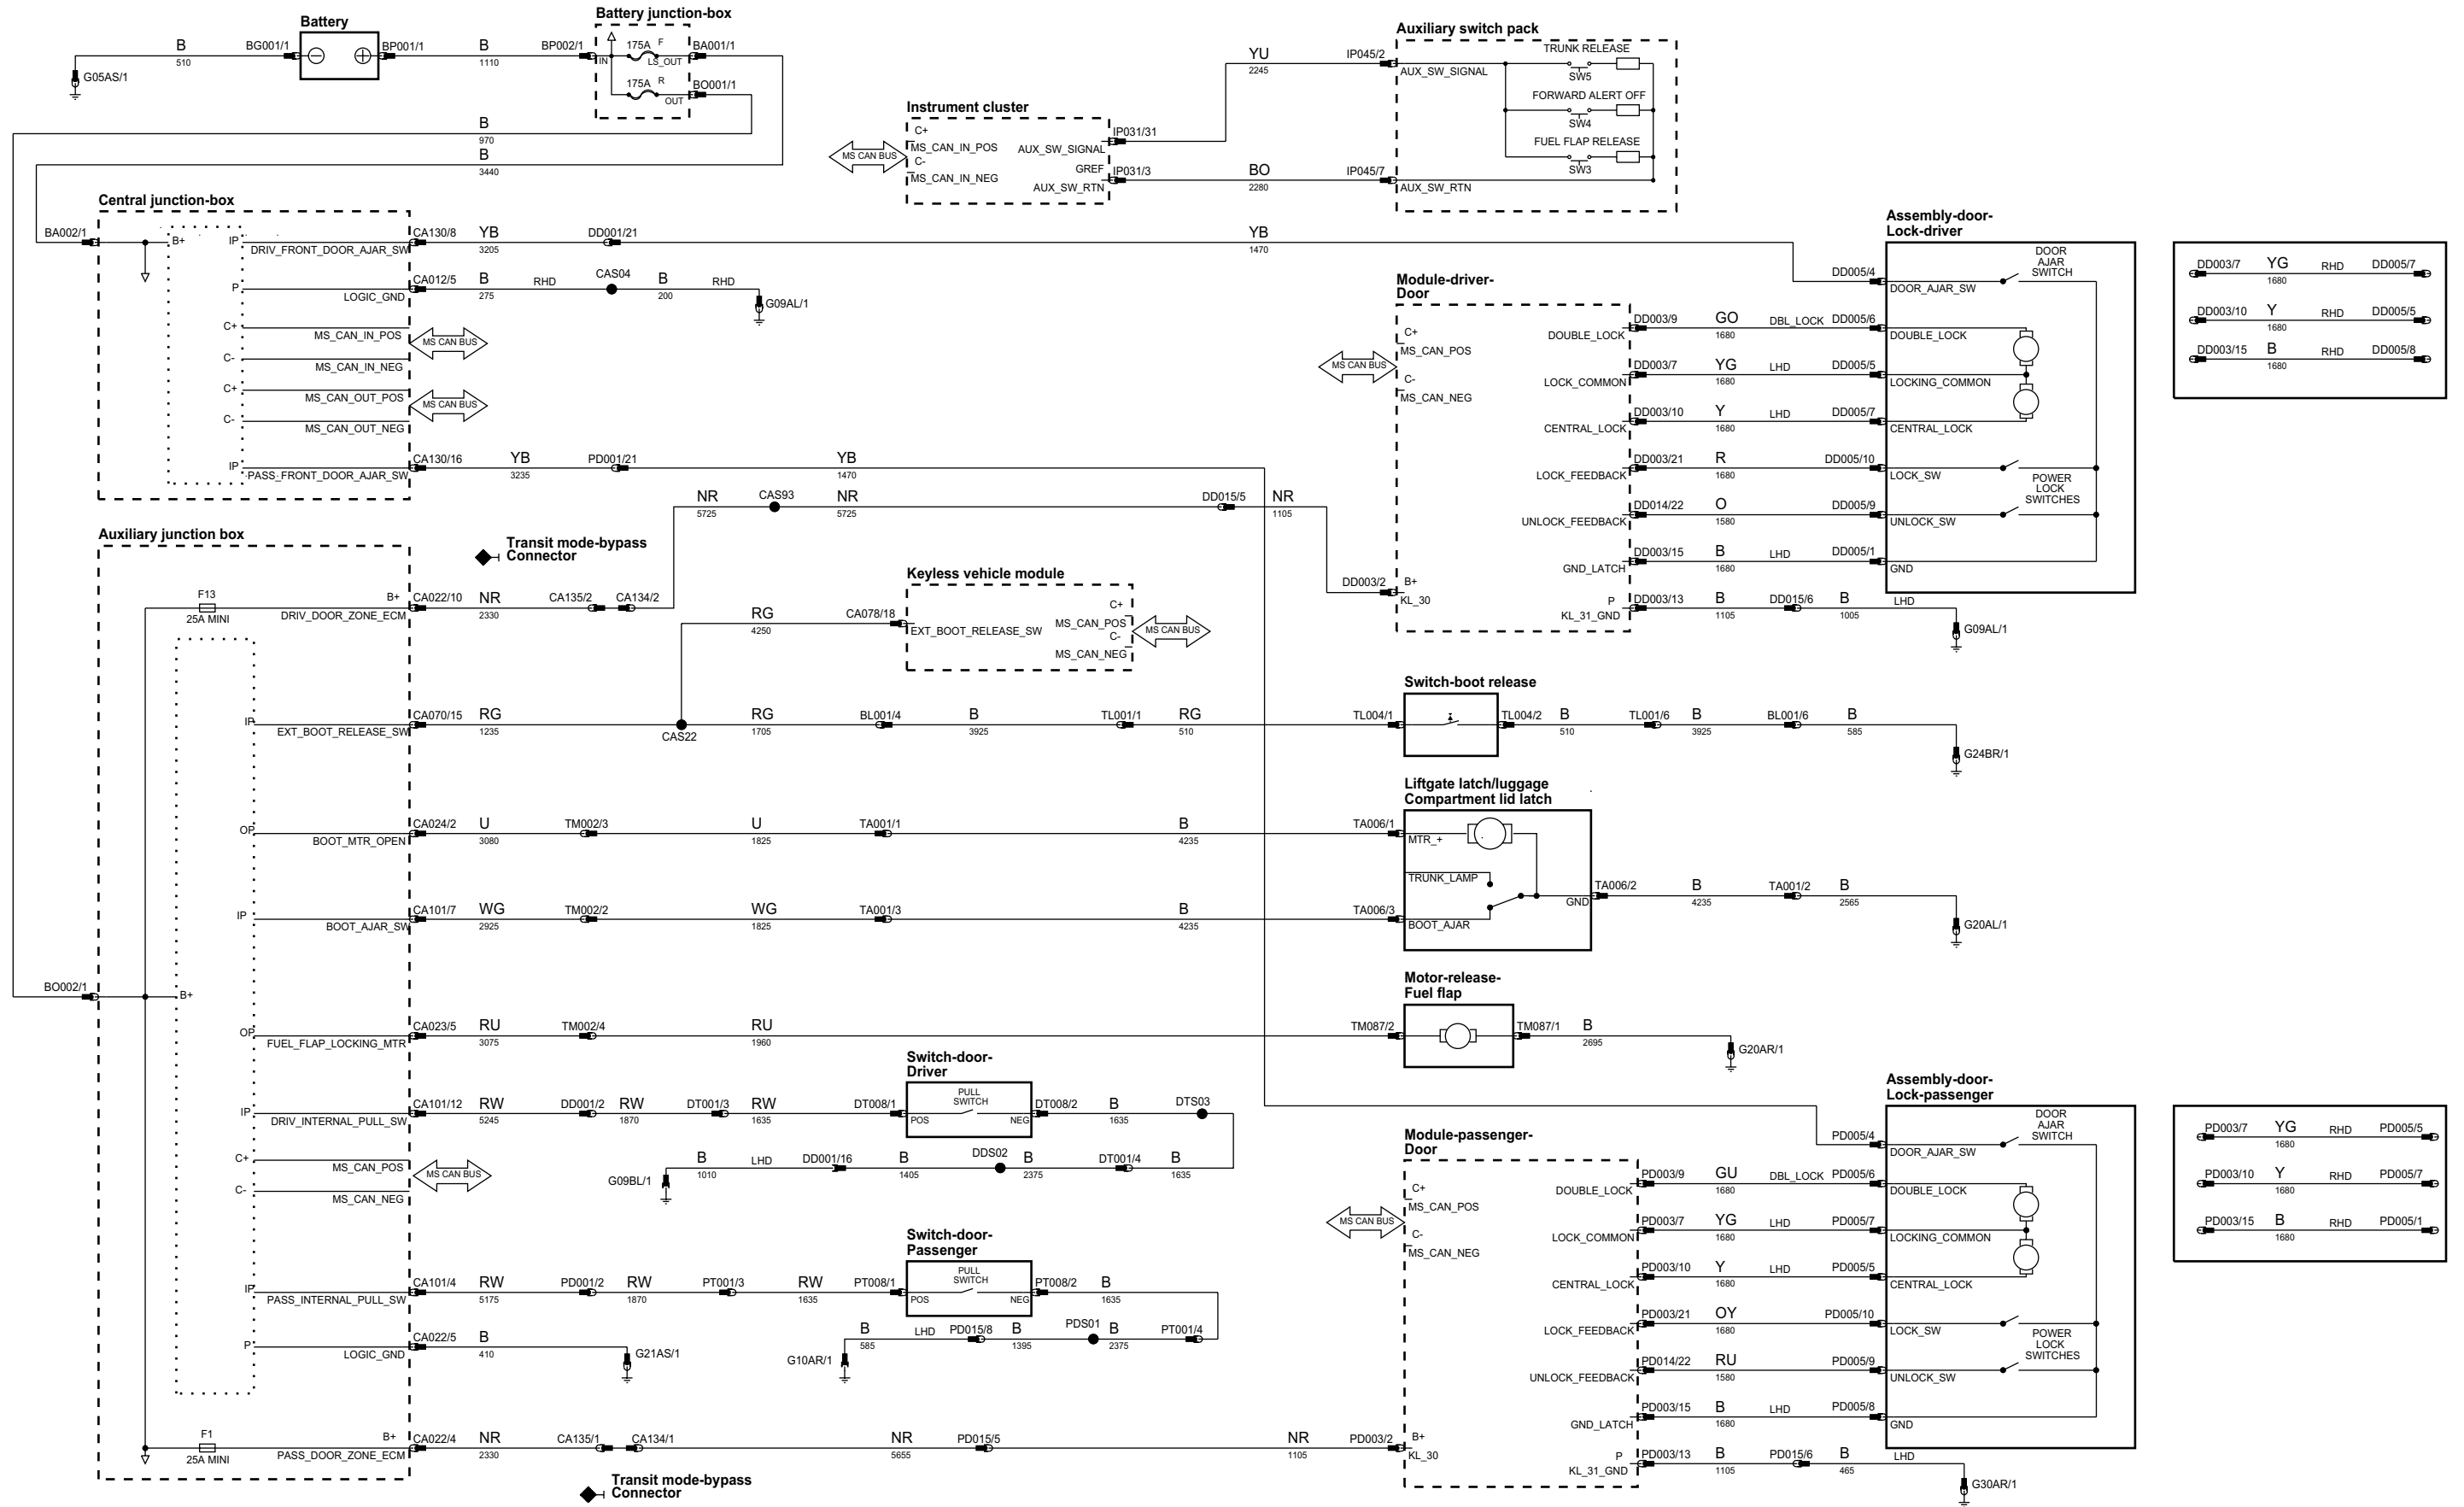 Battery
B
510
BG001/1
BP001/1
B
1110
BP002/1
G05AS/1
Battery junction-box
175A F
IN
LS_OUT
BA001/1
175A R
OUT
BO001/1
B
970
B
3440
Instrument cluster
MS CAN BUS
C+
MS_CAN_IN_POS
C-
MS_CAN_IN_NEG
AUX_SW_SIGNAL
GREF
AUX_SW_RTN
IP031/31
IP031/3
YU
2245
BO
2280
IP045/2
IP045/7
Auxiliary switch pack
AUX_SW_SIGNAL
TRUNK RELEASE
SW5
FORWARD ALERT OFF
SW4
FUEL FLAP RELEASE
SW3
AUX_SW_RTN
Central junction-box
BA002/1
B+
IP
DRIV_FRONT_DOOR_AJAR_SW
CA130/8
YB
3205
DD001/21
YB
1470
P
LOGIC_GND
CA012/5
B
275
RHD
CAS04
B
200
RHD
G09AL/1
C+
MS_CAN_IN_POS
C-
MS_CAN_IN_NEG
MS CAN BUS
C+
MS_CAN_OUT_POS
C-
MS_CAN_OUT_NEG
MS CAN BUS
IP
PASS_FRONT_DOOR_AJAR_SW
CA130/16
YB
3235
PD001/21
YB
1470
NR
5725
CAS93
NR
5725
DD015/5
NR
1105
Module-driver-
Door
MS CAN BUS
C+
MS_CAN_POS
C-
MS_CAN_NEG
DOUBLE_LOCK
DD003/9
GO
1680
DBL_LOCK
DD005/6
LOCK_COMMON
DD003/7
YG
1680
LHD
DD005/5
CENTRAL_LOCK
DD003/10
Y
1680
LHD
DD005/7
LOCK_FEEDBACK
DD003/21
R
1680
DD005/10
UNLOCK_FEEDBACK
DD014/22
O
1580
DD005/9
GND_LATCH
DD003/15
B
1680
LHD
DD005/1
DD003/2
B+
KL_30
P
KL_31_GND
DD003/13
B
1105
DD015/6
B
1005
LHD
G09AL/1
Assembly-door-
Lock-driver
DD005/4
DOOR_AJAR_SW
DOOR
AJAR
SWITCH
DOUBLE_LOCK
LOCKING_COMMON
CENTRAL_LOCK
LOCK_SW
POWER
LOCK
SWITCHES
UNLOCK_SW
GND
DD003/7
YG
1680
RHD
DD005/7
DD003/10
Y
1680
RHD
DD005/5
DD003/15
B
1680
RHD
DD005/8
Auxiliary junction box
Transit mode-bypass
Connector
F13
25A MINI
B+
DRIV_DOOR_ZONE_ECM
CA022/10
NR
2330
CA135/2
CA134/2
Keyless vehicle module
RG
4250
CA078/18
EXT_BOOT_RELEASE_SW
C+
MS_CAN_POS
C-
MS_CAN_NEG
MS CAN BUS
IP
EXT_BOOT_RELEASE_SW
CA070/15
RG
1235
CAS22
RG
1705
BL001/4
B
3925
TL001/1
RG
510
TL004/1
Switch-boot release
TL004/2
B
510
TL001/6
B
3925
BL001/6
B
585
G24BR/1
OP
BOOT_MTR_OPEN
CA024/2
U
3080
TM002/3
U
1825
TA001/1
B
4235
TA006/1
Liftgate latch/luggage
Compartment lid latch
MTR_+
TRUNK_LAMP
BOOT_AJAR
GND
TA006/2
B
4235
TA001/2
B
2565
G20AL/1
IP
BOOT_AJAR_SW
CA101/7
WG
2925
TM002/2
WG
1825
TA001/3
B
4235
TA006/3
BO002/1
B+
OP
FUEL_FLAP_LOCKING_MTR
CA023/5
RU
3075
TM002/4
RU
1960
TM087/2
Motor-release-
Fuel flap
TM087/1
B
2695
G20AR/1
IP
DRIV_INTERNAL_PULL_SW
CA101/12
RW
5245
DD001/2
RW
1870
DT001/3
RW
1635
DT008/1
Switch-door-
Driver
PULL
SWITCH
POS
NEG
DT008/2
B
1635
DTS03
G09BL/1
B
1010
LHD
DD001/16
B
1405
DDS02
B
2375
DT001/4
B
1635
C+
MS_CAN_POS
C-
MS_CAN_NEG
MS CAN BUS
IP
PASS_INTERNAL_PULL_SW
CA101/4
RW
5175
PD001/2
RW
1870
PT001/3
RW
1635
PT008/1
Switch-door-
Passenger
PULL
SWITCH
POS
NEG
PT008/2
B
1635
G10AR/1
B
585
LHD
PD015/8
B
1395
PDS01
B
2375
PT001/4
P
LOGIC_GND
CA022/5
B
410
G21AS/1
F1
25A MINI
B+
PASS_DOOR_ZONE_ECM
CA022/4
NR
2330
CA135/1
CA134/1
NR
5655
PD015/5
NR
1105
PD003/2
Transit mode-bypass
Connector
Module-passenger-
Door
MS CAN BUS
C+
MS_CAN_POS
C-
MS_CAN_NEG
DOUBLE_LOCK
PD003/9
GU
1680
DBL_LOCK
PD005/6
LOCK_COMMON
PD003/7
YG
1680
LHD
PD005/7
CENTRAL_LOCK
PD003/10
Y
1680
LHD
PD005/5
LOCK_FEEDBACK
PD003/21
OY
1680
PD005/10
UNLOCK_FEEDBACK
PD014/22
RU
1580
PD005/9
GND_LATCH
PD003/15
B
1680
LHD
PD005/8
B+
KL_30
P
KL_31_GND
PD003/13
B
1105
PD015/6
B
465
LHD
G30AR/1
Assembly-door-
Lock-passenger
PD005/4
DOOR_AJAR_SW
DOOR
AJAR
SWITCH
DOUBLE_LOCK
LOCKING_COMMON
CENTRAL_LOCK
LOCK_SW
POWER
LOCK
SWITCHES
UNLOCK_SW
GND
PD003/7
YG
1680
RHD
PD005/5
PD003/10
Y
1680
RHD
PD005/7
PD003/15
B
1680
RHD
PD005/1